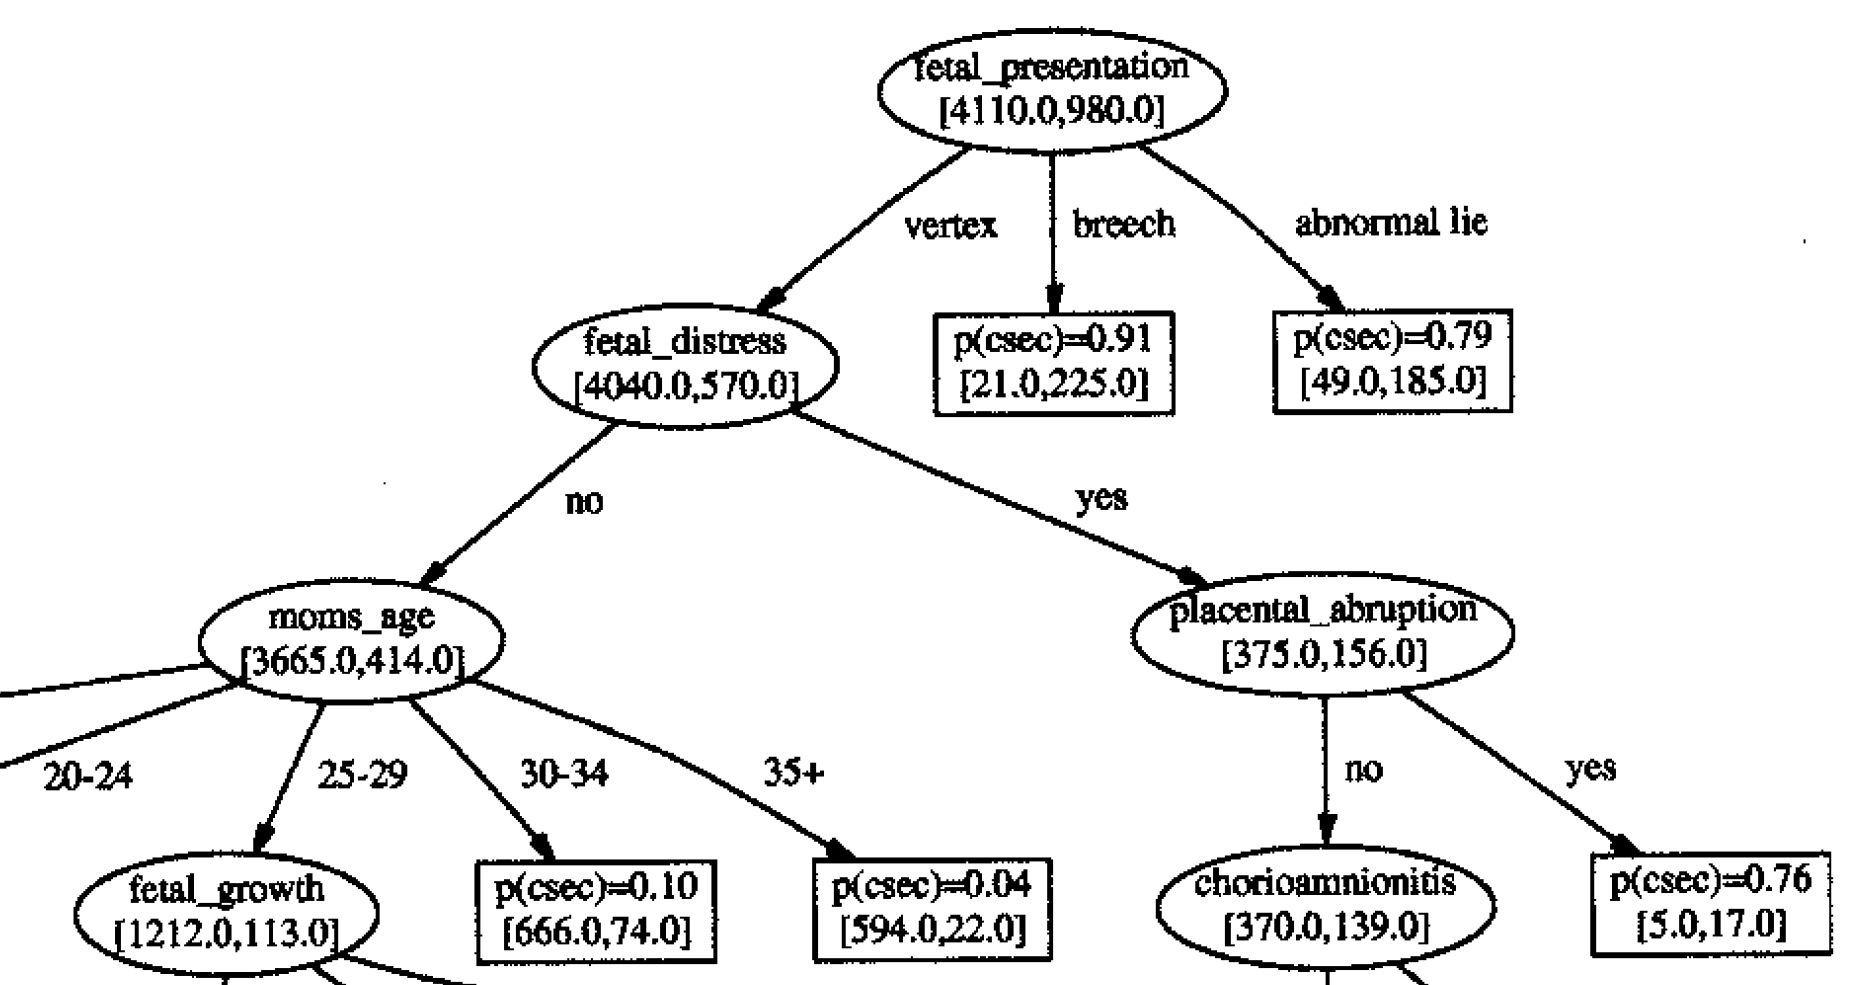 fetal_presentation
[4110.0,980.0]
vertex
breech
abnormal lie
fetal_distress
[4040.0,570.0]
p(csec)=0.91
[21.0,225.0]
p(csec)=0.79
[49.0,185.0]
no
yes
moms_age
[3665.0,414.0]
placental_abruption
[375.0,156.0]
20-24
25-29
30-34
35+
no
yes
fetal_growth
[1212.0,113.0]
p(csec)=0.10
[666.0,74.0]
p(csec)=0.04
[594.0,22.0]
chorioamnionitis
[370.0,139.0]
p(csec)=0.76
[5.0,17.0]